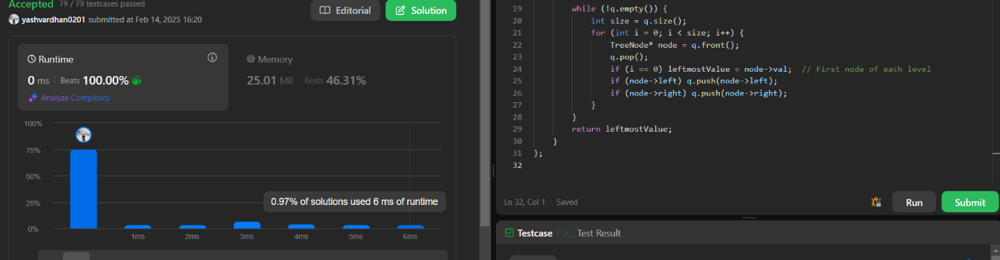 Accepted 79 / 79 testcases passed
yashvardhan0201 submitted at Feb 14, 2025 16:20
Editorial
Solution
Runtime
0 ms | Beats 100.00%
Analyze Complexity
Memory
25.01 MB | Beats 46.31%
100%
75%
50%
25%
0%
1ms 2ms 3ms 4ms 5ms 6ms
0.97% of solutions used 6 ms of runtime
19 while (!q.empty()) {
20 int size = q.size();
21 for (int i = 0; i < size; i++) {
22 TreeNode* node = q.front();
23 q.pop();
24 if (i == 0) leftmostValue = node->val; // First node of each level
25 if (node->left) q.push(node->left);
26 if (node->right) q.push(node->right);
27 }
28 }
29 return leftmostValue;
30 }
31 };
32
Ln 32, Col 1 | Saved
Run
Submit
Testcase | >_ Test Result